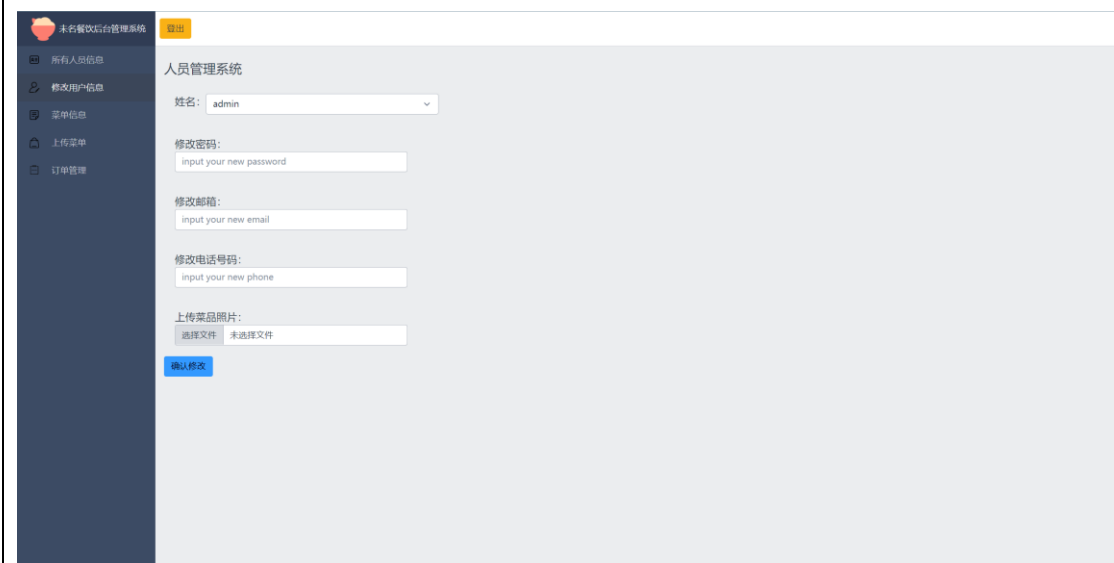 未名餐饮后台管理系统
登出
所有人员信息
修改用户信息
菜单信息
上传菜单
订单管理
人员管理系统
姓名： admin
修改密码：
input your new password
修改邮箱：
input your new email
修改电话号码：
input your new phone
上传菜品照片：
选择文件 未选择文件
确认修改